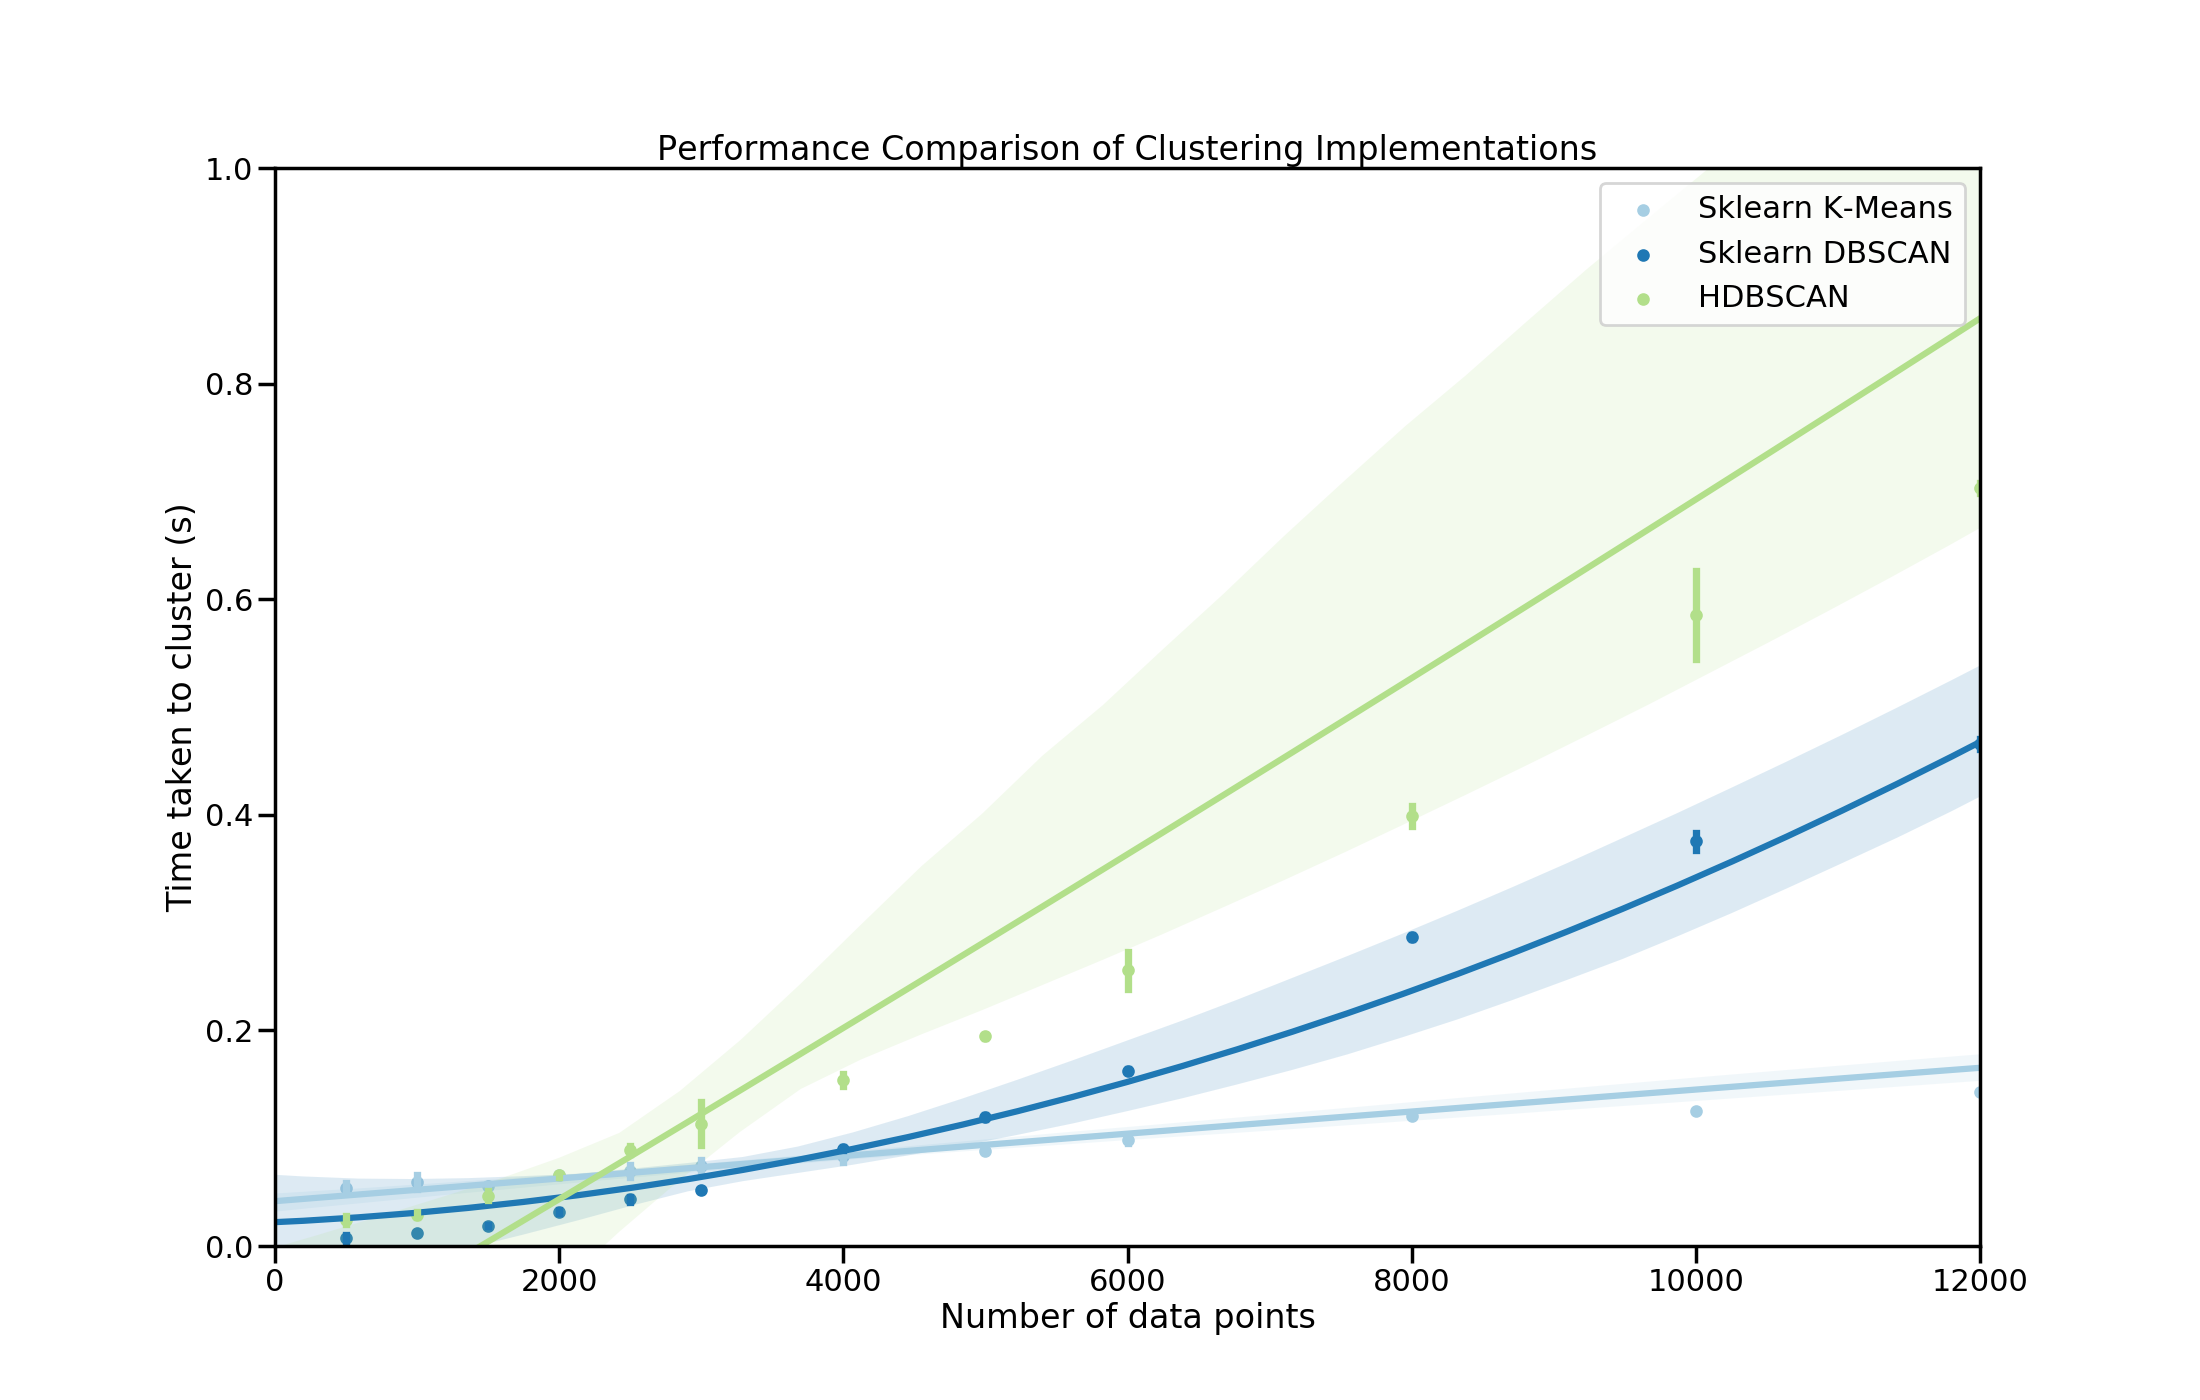 Performance Comparison of Clustering Implementations
1.0
0.8
0.6
0.4
0.2
0.0
Time taken to cluster (s)
Sklearn K-Means
Sklearn DBSCAN
HDBSCAN
0 2000 4000 6000 8000 10000 12000
Number of data points